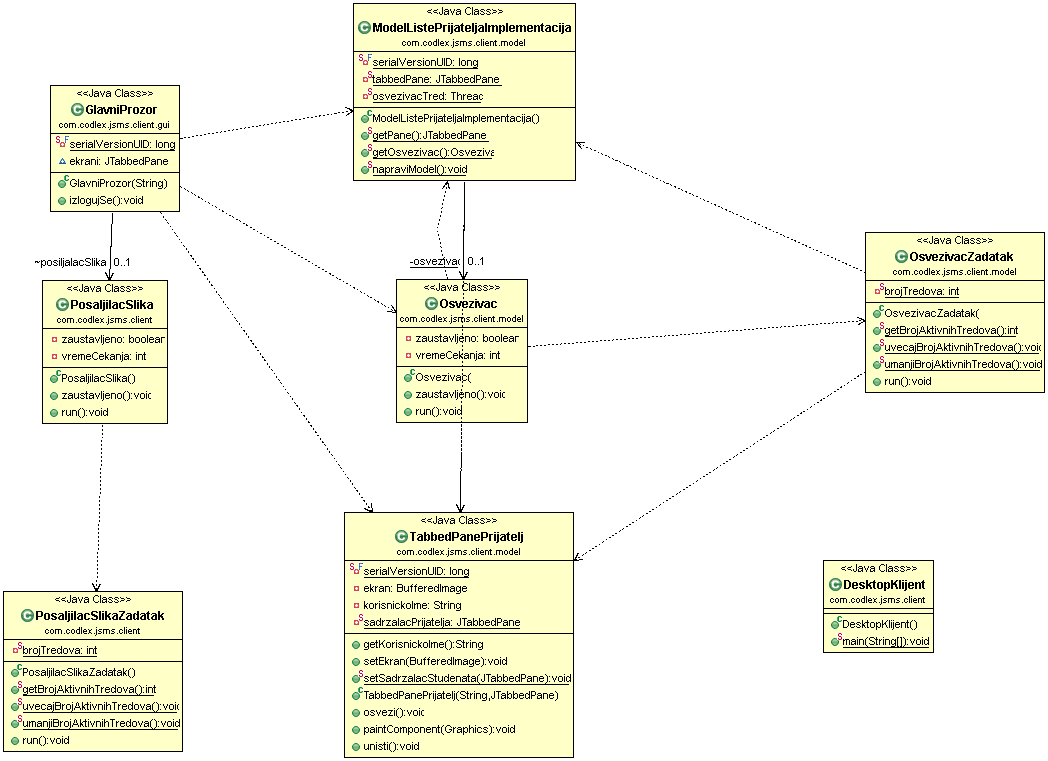 <<Java Class>>
ModelListePrijateljaImplementacija
com.codlex.jsms.client.model
serialVersionUID: long
tabbedPane: JTabbedPane
osvezivacTred: Threac
ModelListePrijateljaImplementacija()
getPane():JTabbedPane
getOsvezivac():Osveziva
napraviModel():void
<<Java Class>>
GlavniProzor
com.codlex.jsms.client.gui
serialVersionUID: long
ekrani: JTabbedPane
GlavniProzor(String)
izlogujSe():void
~posiljalacSlika 0..1
-osvezivac 0..1
<<Java Class>>
PosaljilacSlika
com.codlex.jsms.client
zaustavljeno: boolear
vremeCekanja: int
PosaljilacSlika()
zaustavljeno():voic
run():void
<<Java Class>>
Osvezivac
com.codlex.jsms.client.model
zaustavljeno: boolear
vremeCekanja: int
Osvezivac(
zaustavljeno():voic
run():void
<<Java Class>>
OsvezivacZadatak
com.codlex.jsms.client.model
brojTredova: int
OsvezivacZadatak(
getBrojAktivnihTredova():int
uvecajBrojAktivnihTredova():voic
umanjiBrojAktivnihTredova():void
run():void
<<Java Class>>
PosaljilacSlikaZadatak
com.codlex.jsms.client
brojTredova: int
PosaljilacSlikaZadatak()
getBrojAktivnihTredova():int
uvecajBrojAktivnihTredova():voic
umanjiBrojAktivnihTredova():void
run():void
<<Java Class>>
TabbedPanePrijatelj
com.codlex.jsms.client.model
serialVersionUID: long
ekran: BufferedImage
korisnickoIme: String
sadrzalacPrijatelja: JTabbedPane
getKorisnickoIme():String
setEkran(BufferedImage):void
setSadrzalacStudenata(JTabbedPane):void
TabbedPanePrijatelj(String,JTabbedPane)
osvezi():voic
paintComponent(Graphics):void
unisti():void
<<Java Class>>
DesktopKlijent
com.codlex.jsms.client
DesktopKlijent()
main(String[]):void